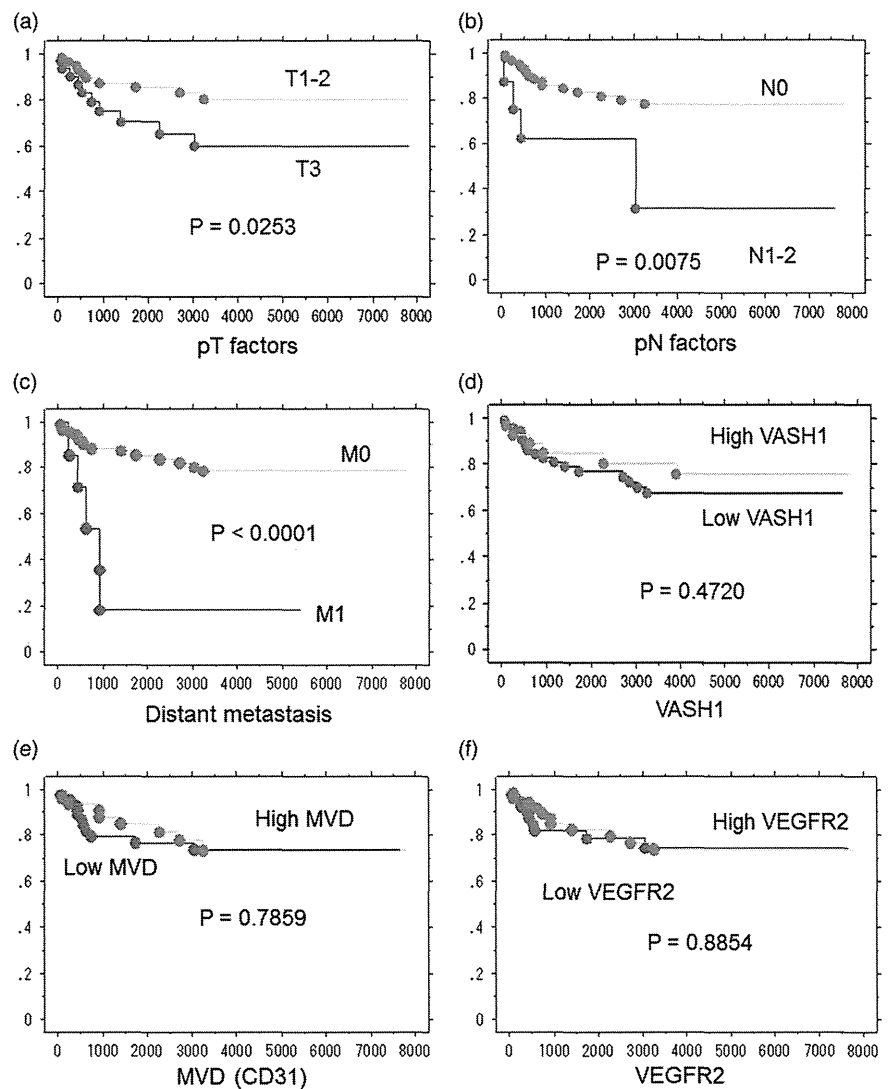 (a)
1
.8
.6
.4
.2
0
T1-2
T3
P = 0.0253
0 1000 2000 3000 4000 5000 6000 7000 8000
pT factors
(b)
1
.8
.6
.4
.2
0
N0
N1-2
P = 0.0075
0 1000 2000 3000 4000 5000 6000 7000 8000
pN factors
(c)
1
.8
.6
.4
.2
0
M0
P < 0.0001
M1
0 1000 2000 3000 4000 5000 6000 7000 8000
Distant metastasis
(d)
1
.8
.6
.4
.2
0
High VASH1
Low VASH1
P = 0.4720
0 1000 2000 3000 4000 5000 6000 7000 8000
VASH1
(e)
1
.8
.6
.4
.2
0
High MVD
Low MVD
P = 0.7859
0 1000 2000 3000 4000 5000 6000 7000 8000
MVD (CD31)
(f)
1
.8
.6
.4
.2
0
High VEGFR2
Low VEGFR2
P = 0.8854
0 1000 2000 3000 4000 5000 6000 7000 8000
VEGFR2